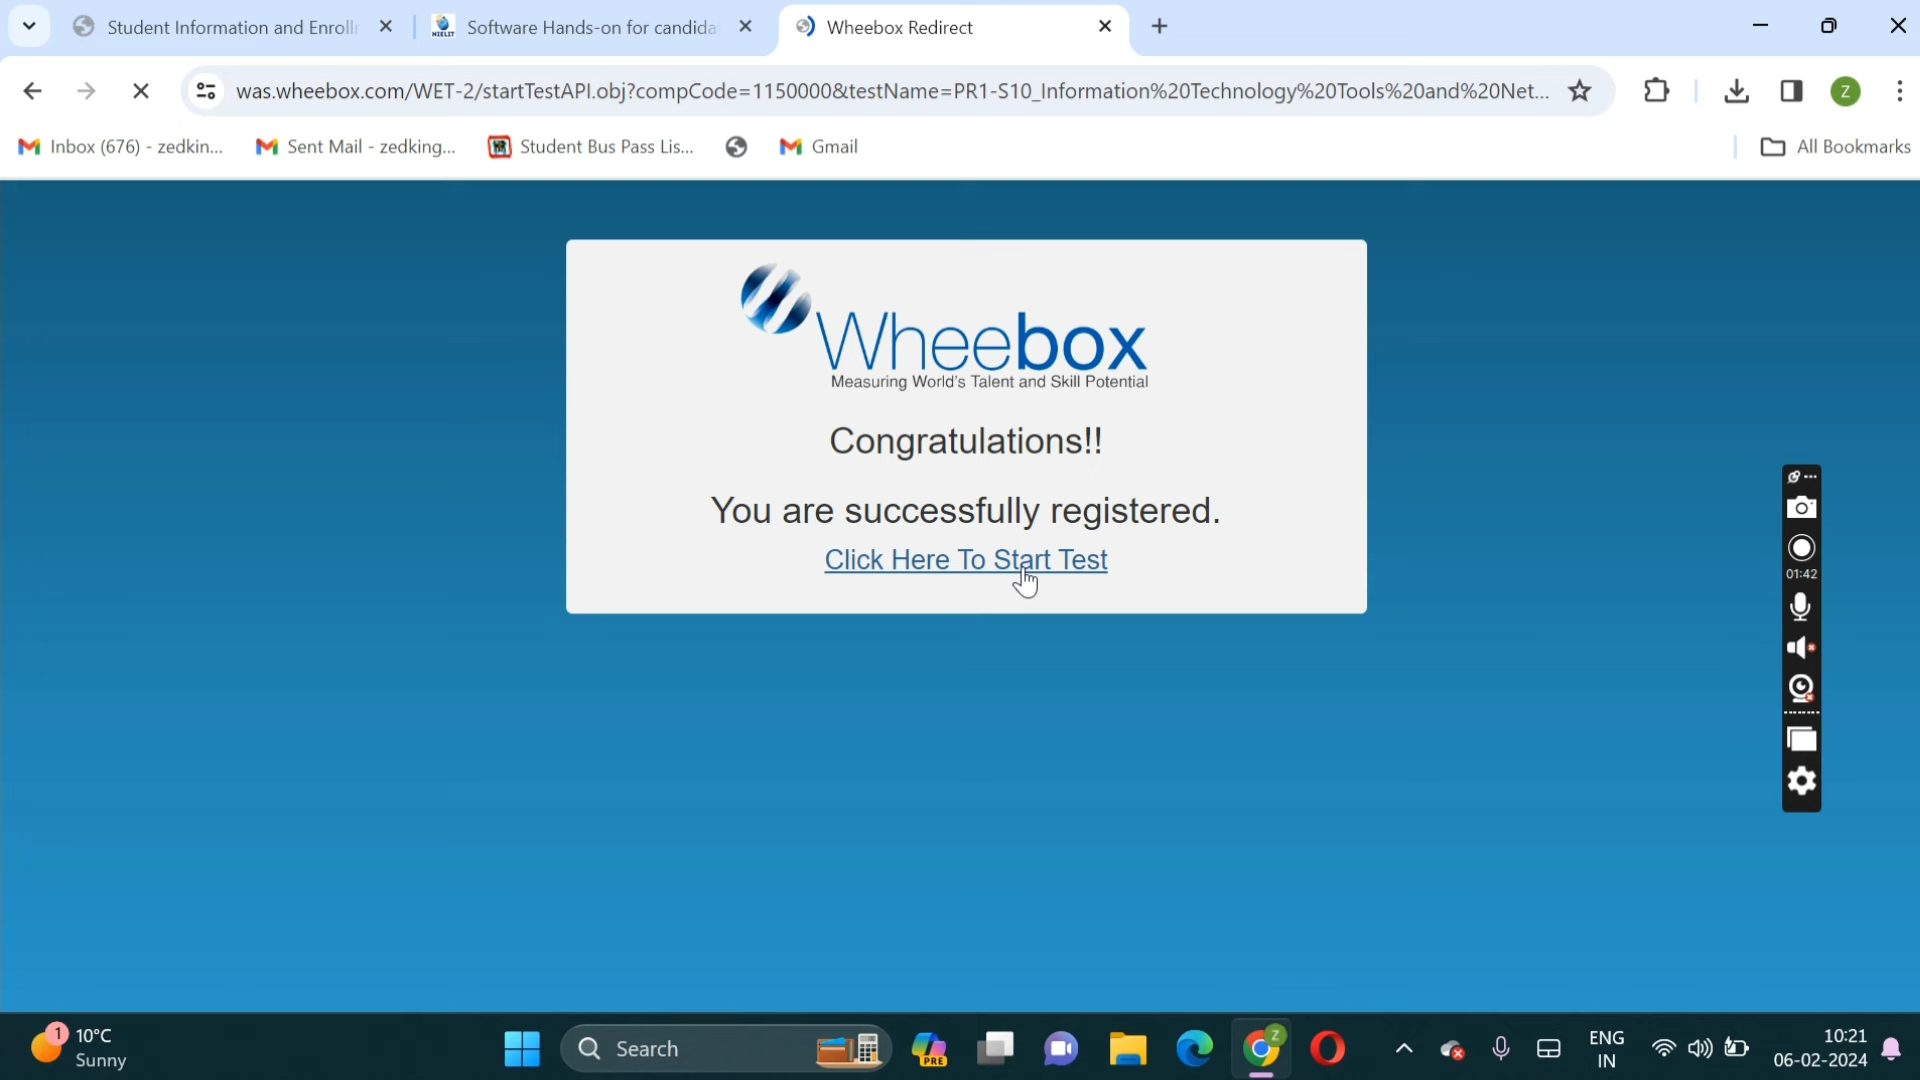 Student Information and Enroll
Software Hands-on for candida
Wheebox Redirect
was.wheebox.com/WET-2/startTestAPI.obj?compCode=1150000&testName=PR1-S10_Information%20Technology%20Tools%20and%20Net...
Z
Inbox (676) - zedkin...
Sent Mail - zedking...
Student Bus Pass Lis...
Gmail
All Bookmarks
Wheebox
Measuring World's Talent and Skill Potential
Congratulations!!
You are successfully registered.
Click Here To Start Test
01:42
1
10°C
Sunny
Search
PRE
Z
ENG
IN
10:21
06-02-2024